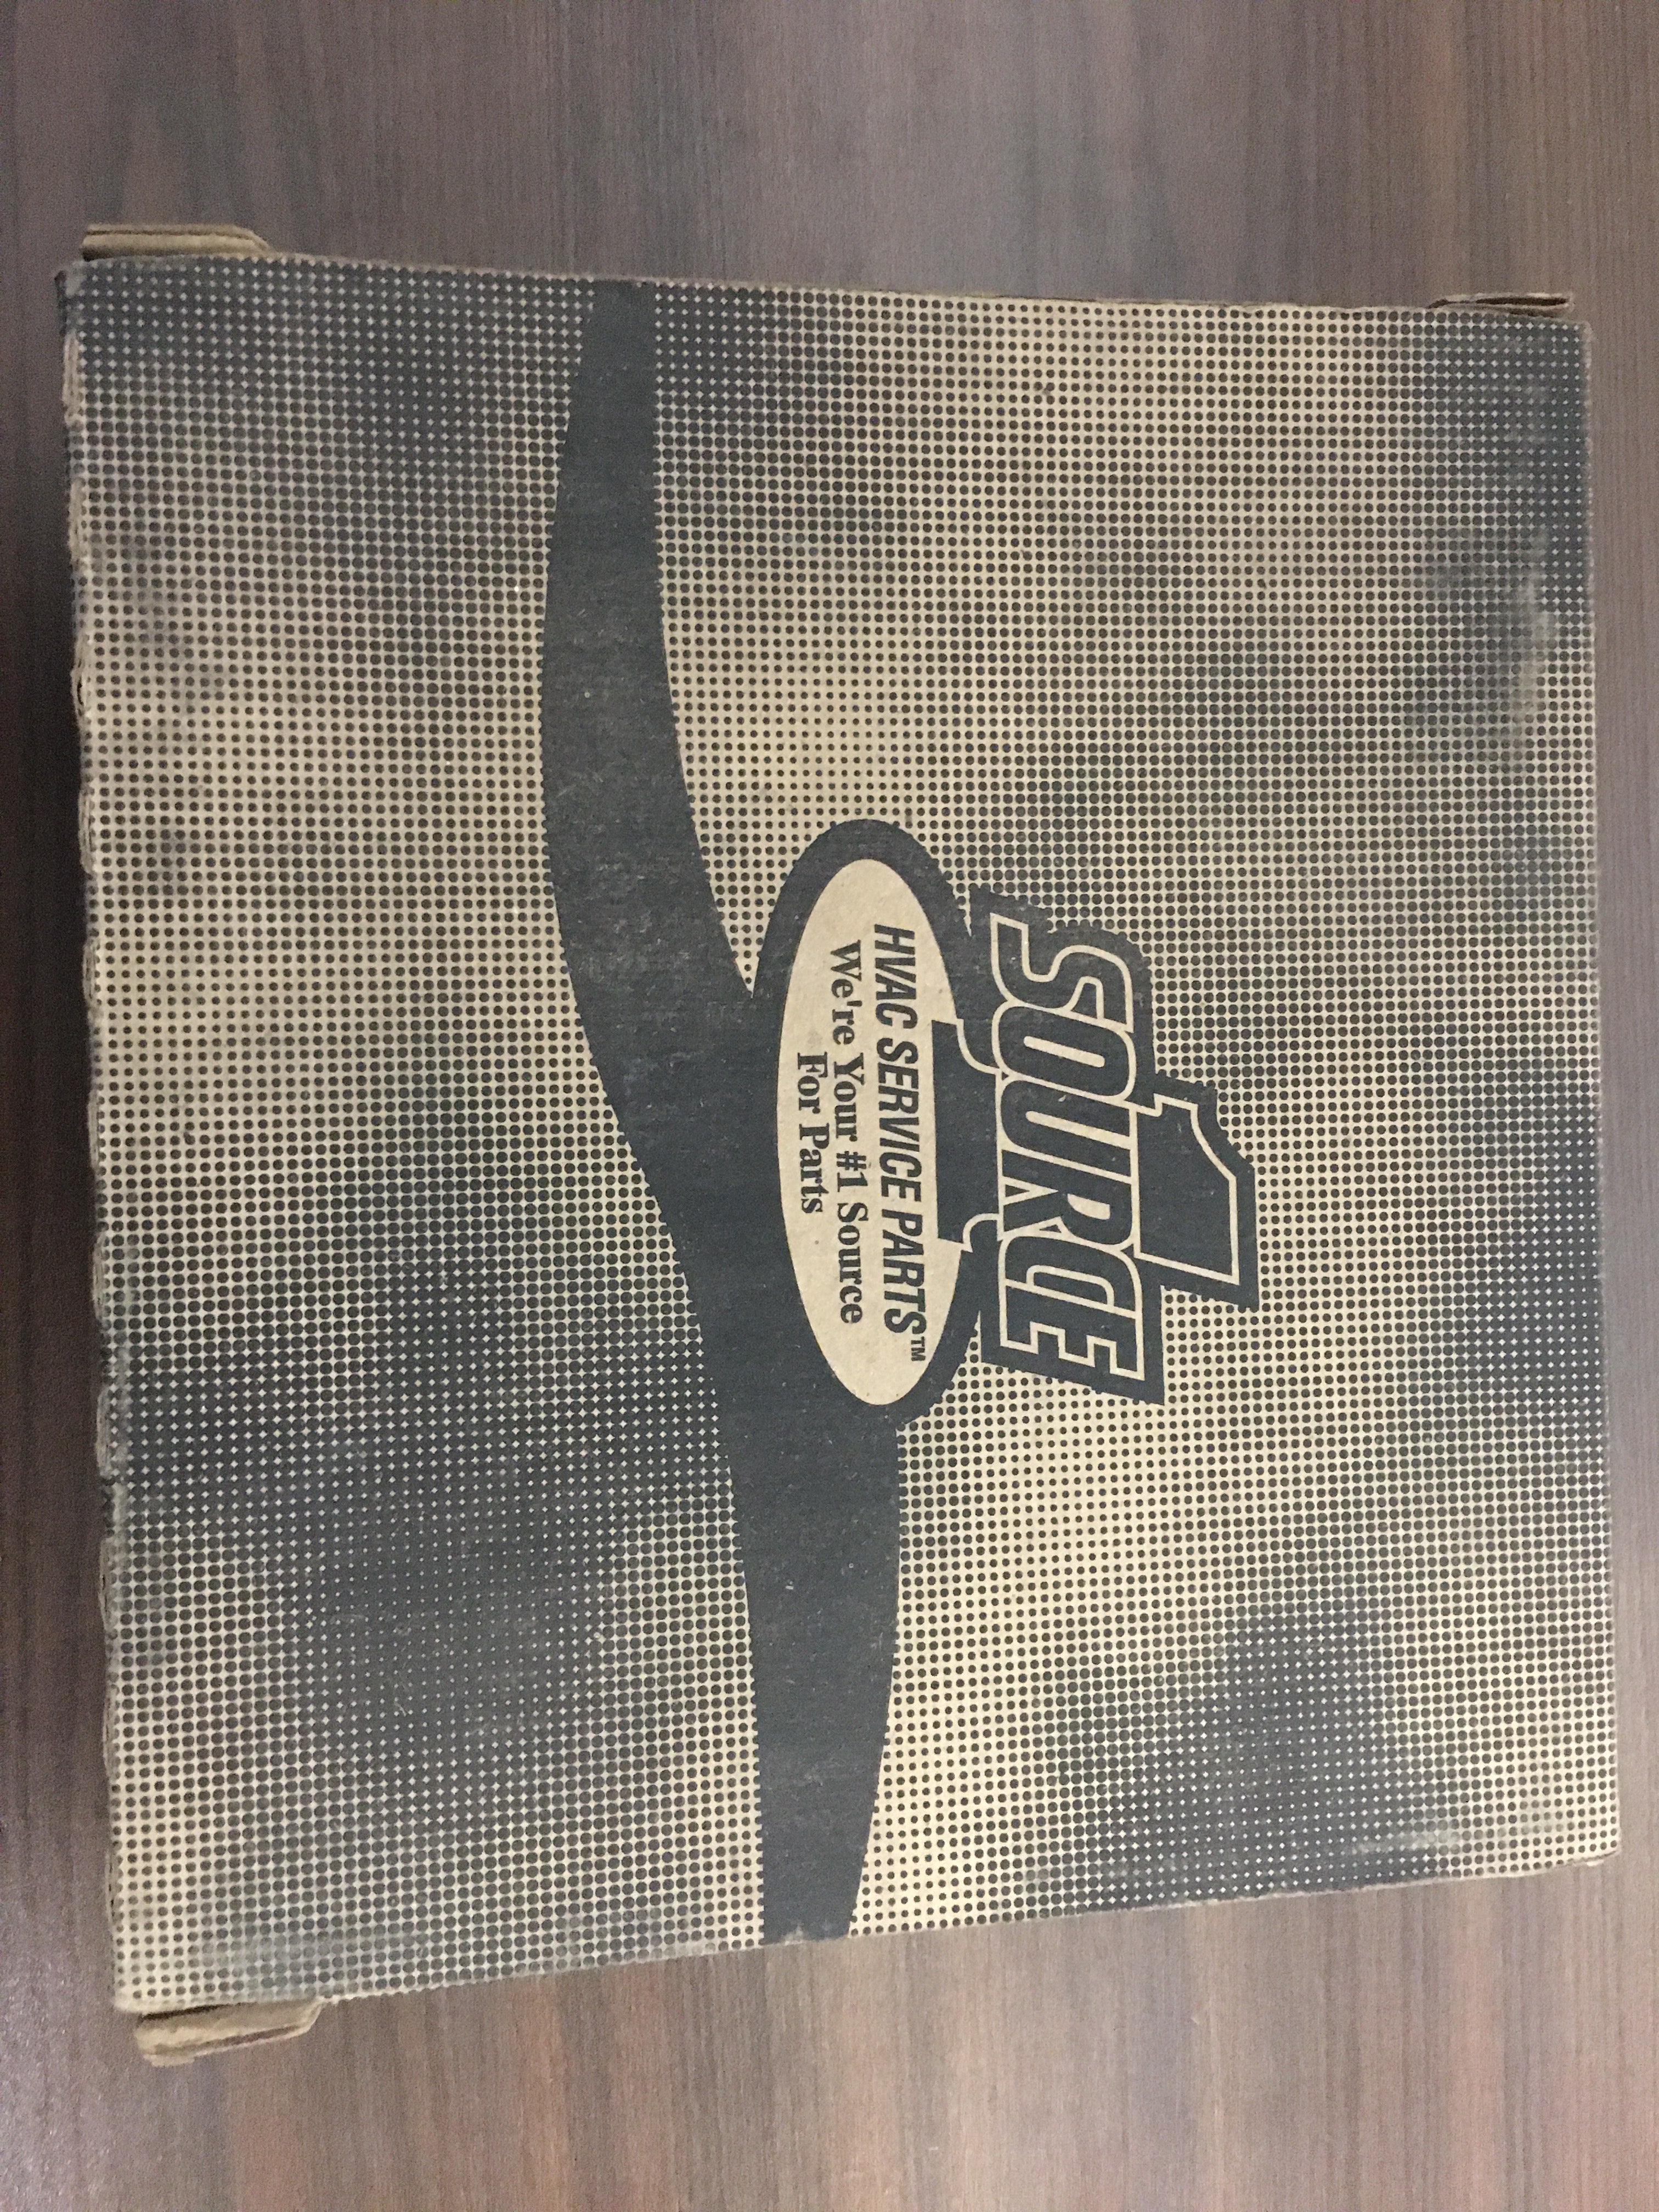 SOURCE 1
HVAC SERVICE PARTS™
We're Your #1 Source
For Parts